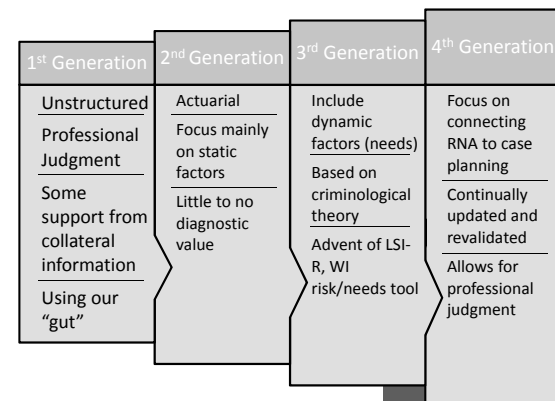 1st Generation
Unstructured
Professional
Judgment
Some
support from
collateral
information
Using our
“gut”
2nd Generation
Actuarial
Focus mainly
on static
factors
Little to no
diagnostic
value
3rd Generation
Include
dynamic
factors (needs)
Based on
criminological
theory
Advent of LSI-
R, WI
risk/needs tool
4th Generation
Focus on
connecting
RNA to case
planning
Continually
updated and
revalidated
Allows for
professional
judgment